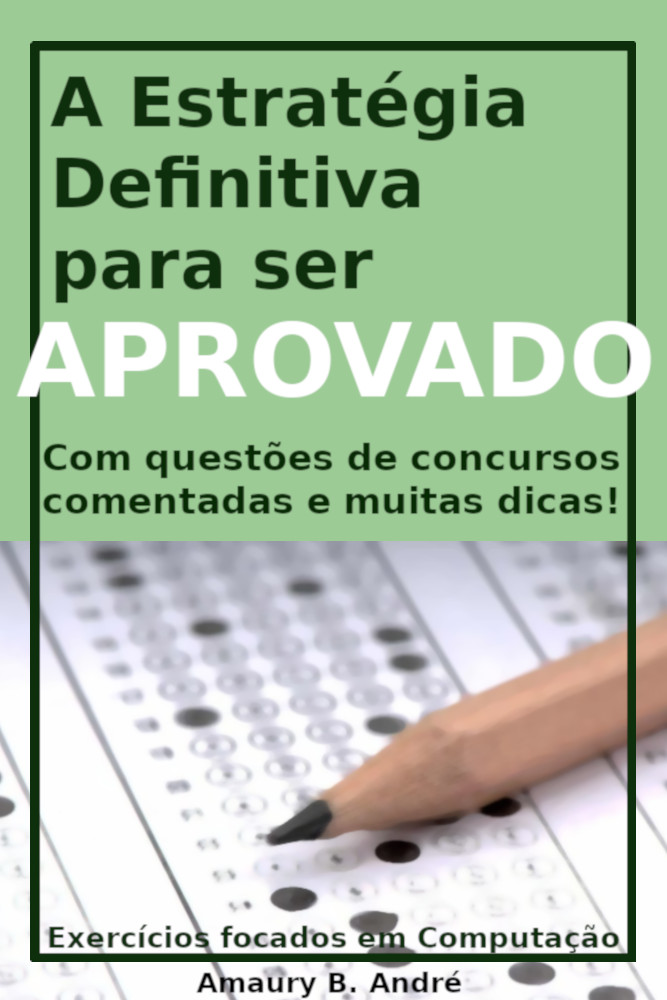 A Estratégia
Definitiva
para ser
APROVADO
Com questões de concursos
comentadas e muitas dicas!
Exercícios focados em Computação
Amaury B. André